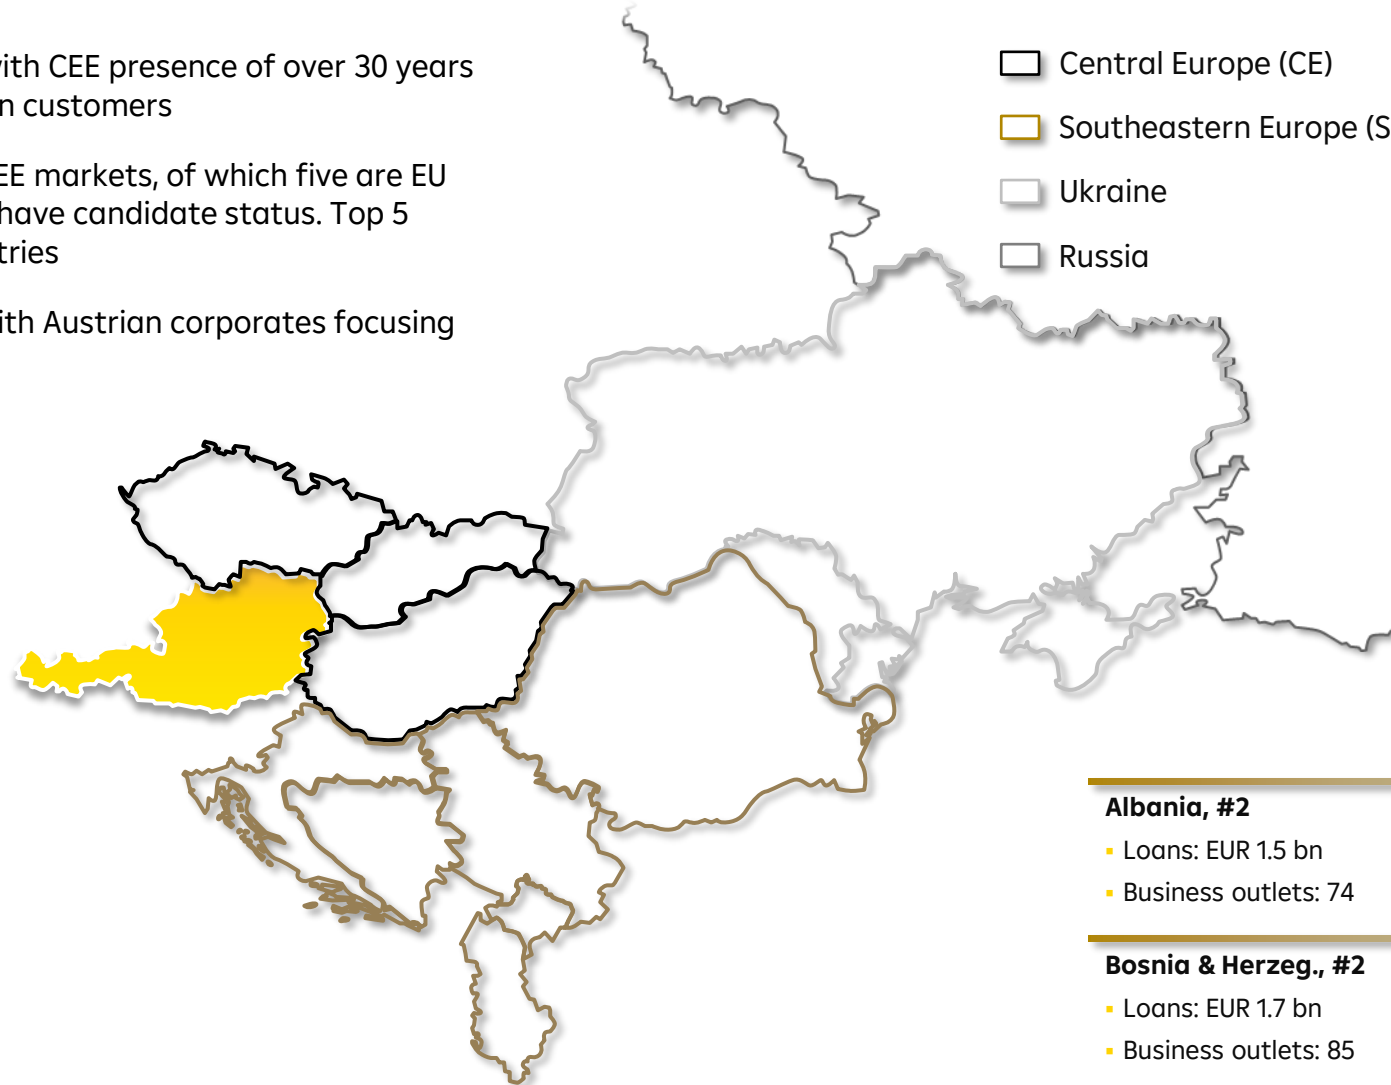 with CEE presence of over 30 years
n customers
EE markets, of which five are EU
have candidate status. Top 5
tries
ith Austrian corporates focusing
Central Europe (CE)
Southeastern Europe (S
Ukraine
Russia
Albania, #2
▪ Loans: EUR 1.5 bn
▪ Business outlets: 74
Bosnia & Herzeg., #2
▪ Loans: EUR 1.7 bn
▪ Business outlets: 85